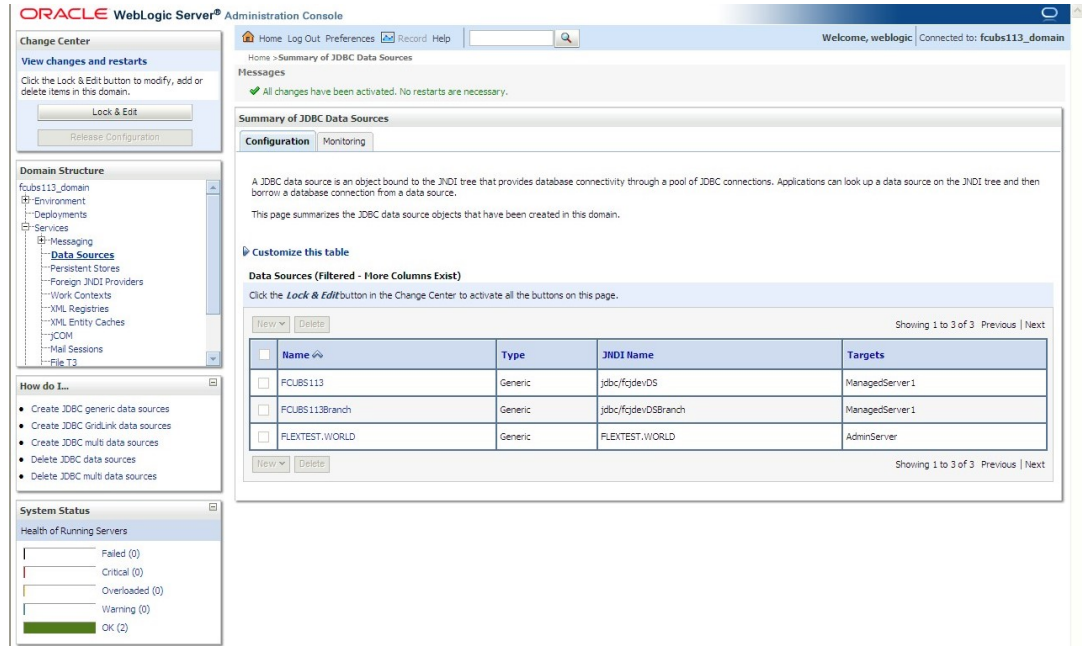 ORACLE WebLogic Server® Administration Console
Change Center
View changes and restarts
Click the Lock & Edit button to modify, add or
delete items in this domain.
Lock & Edit
Release Configuration
Domain Structure
fcubs113_domain
Environment
Deployments
Services
Messaging
Data Sources
Persistent Stores
Foreign JNDI Providers
Work Contexts
XML Registries
XML Entity Caches
jCOM
Mail Sessions
File T3
How do I...
Create JDBC generic data sources
Create JDBC GridLink data sources
Create JDBC multi data sources
Delete JDBC data sources
Delete JDBC multi data sources
System Status
Health of Running Servers
Failed (0)
Critical (0)
Overloaded (0)
Warning (0)
OK (2)
Home Log Out Preferences Record Help
Welcome, weblogic Connected to: fcubs113_domain
Home >Summary of JDBC Data Sources
Messages
All changes have been activated. No restarts are necessary.
Summary of JDBC Data Sources
Configuration Monitoring
A JDBC data source is an object bound to the JNDI tree that provides database connectivity through a pool of JDBC connections. Applications can look up a data source on the JNDI tree and then
borrow a database connection from a data source.
This page summarizes the JDBC data source objects that have been created in this domain.
Customize this table
Data Sources (Filtered - More Columns Exist)
Click the Lock & Edit button in the Change Center to activate all the buttons on this page.
New Delete Showing 1 to 3 of 3 Previous | Next
Name Type JNDI Name Targets
FCUBS113 Generic jdbc/fcjdevDS ManagedServer1
FCUBS113Branch Generic jdbc/fcjdevDSBranch ManagedServer1
FLEXTEST.WORLD Generic FLEXTEST.WORLD AdminServer
New Delete Showing 1 to 3 of 3 Previous | Next